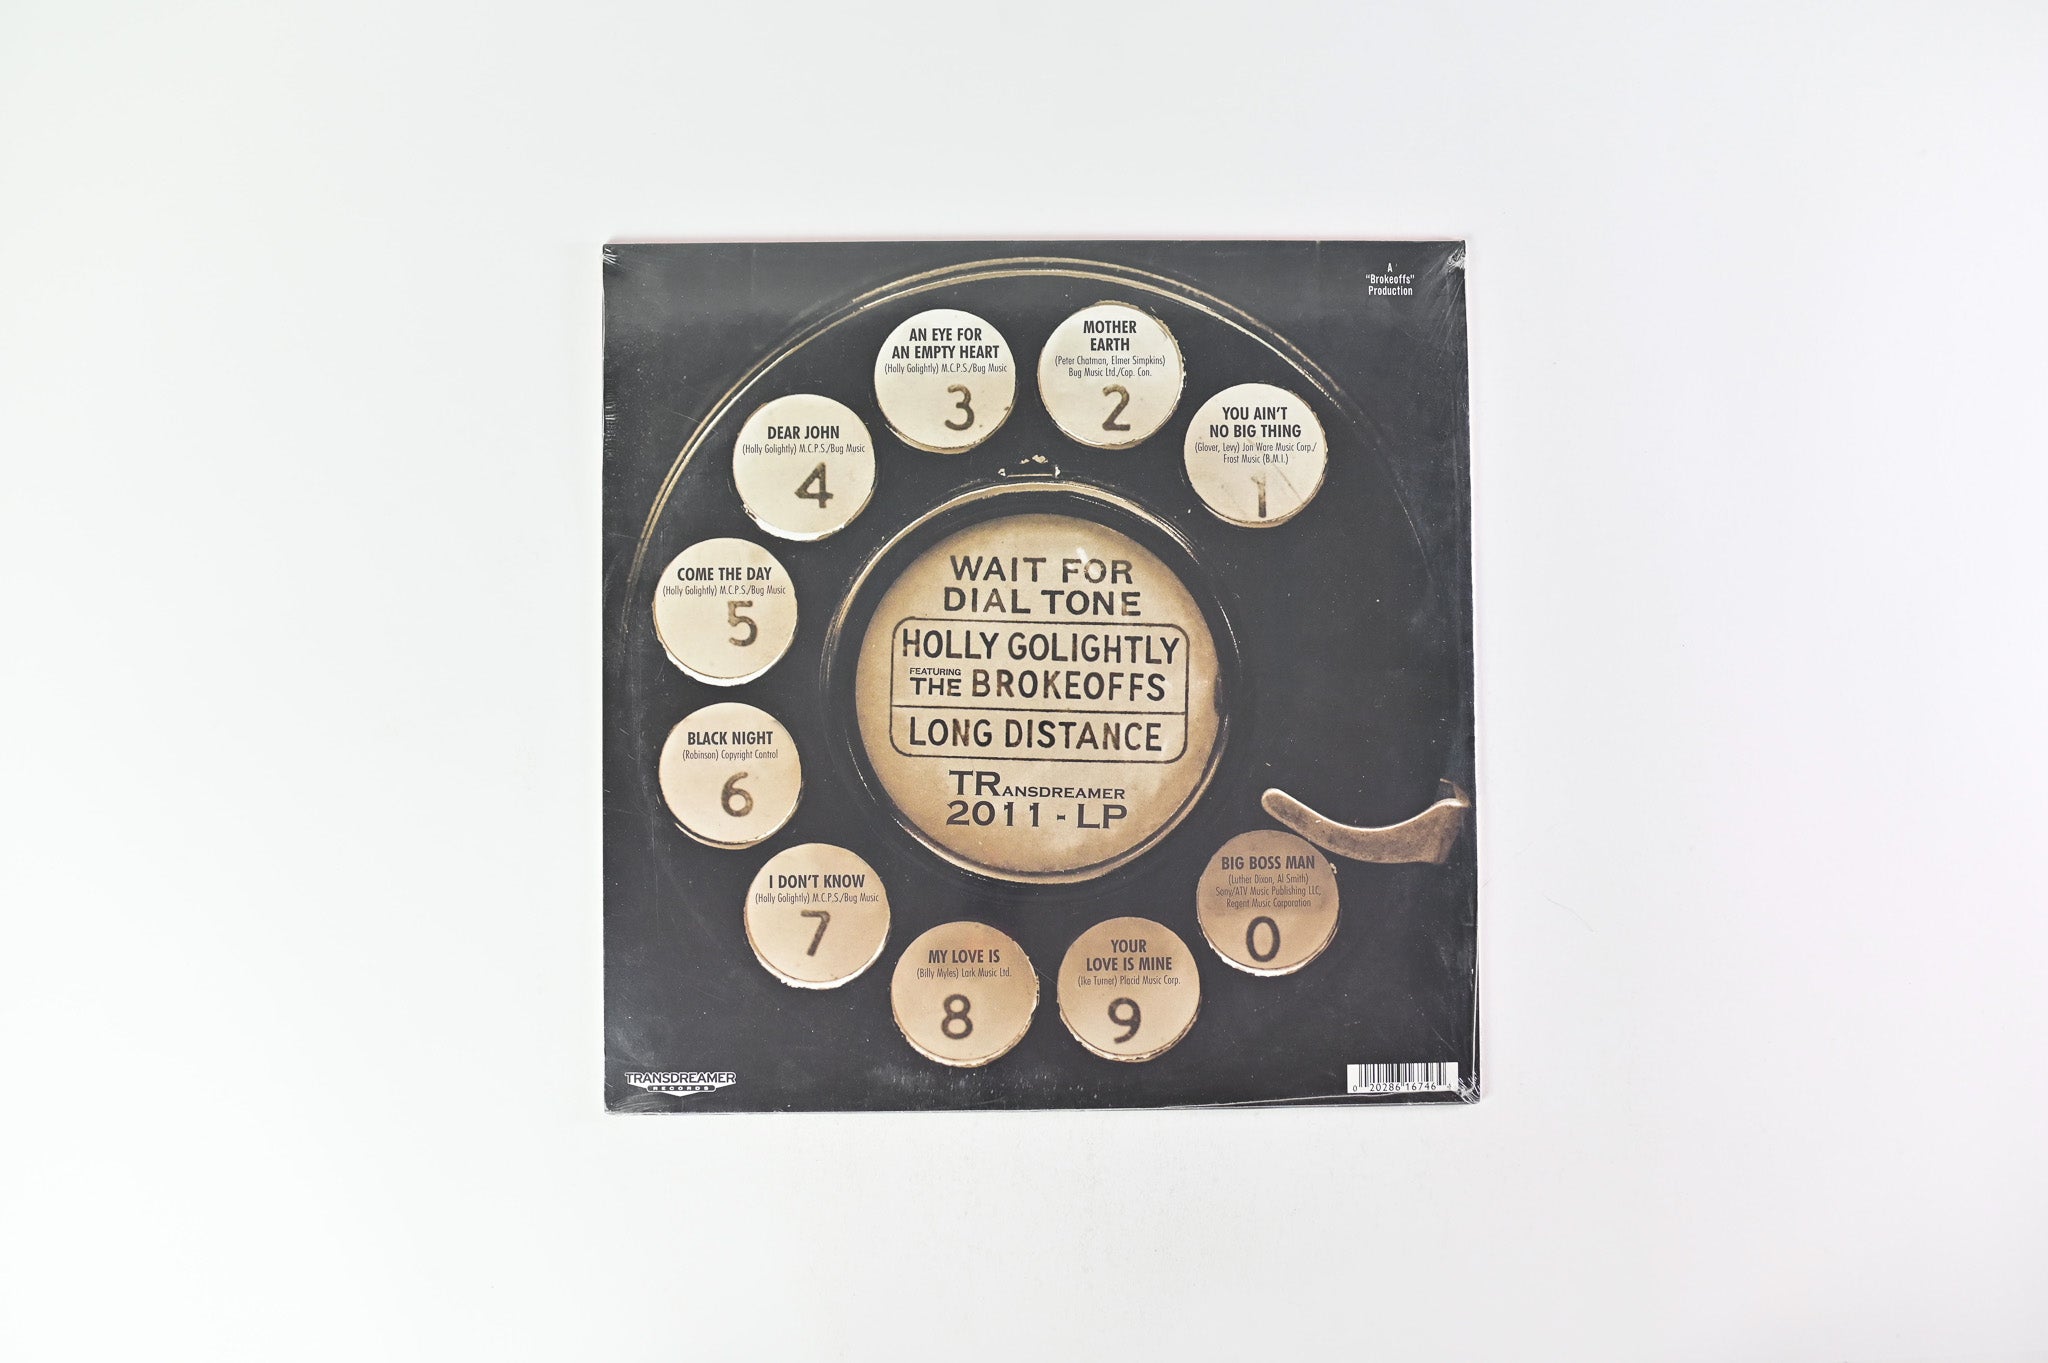 A
"Brokeoffs"
Production
YOU AIN'T
NO BIG THING
(Glover, Levy) Jon Ware Music Corp./
Frost Music (B.M.I.)
1
MOTHER
EARTH
(Peter Chatman, Elmer Simpkins)
Bug Music Ltd./Cop. Con.
2
AN EYE FOR
AN EMPTY HEART
(Holly Golightly) M.C.P.S./Bug Music
3
DEAR JOHN
(Holly Golightly) M.C.P.S./Bug Music
4
COME THE DAY
(Holly Golightly) M.C.P.S./Bug Music
5
BLACK NIGHT
(Robinson) Copyright Control
6
I DON'T KNOW
(Holly Golightly) M.C.P.S./Bug Music
7
MY LOVE IS
(Billy Myles) Lark Music Ltd.
8
YOUR
LOVE IS MINE
(Ike Turner) Placid Music Corp.
9
BIG BOSS MAN
(Luther Dixon, Al Smith)
Sony/ATV Music Publishing LLC,
Regent Music Corporation
0
WAIT FOR
DIAL TONE
HOLLY GOLIGHTLY
FEATURING
THE BROKEOFFS
LONG DISTANCE
TRANSDREAMER
2011 - LP
TRANSDREAMER
RECORDS
0 20286 16746